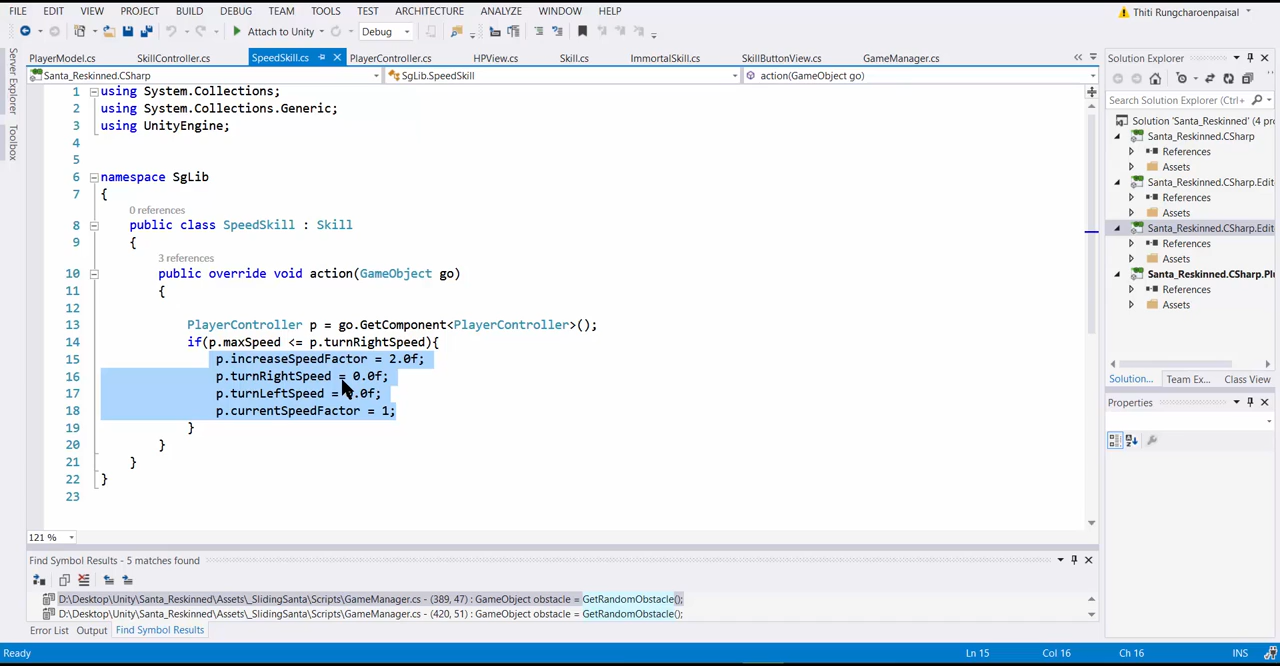 FILE EDIT VIEW PROJECT BUILD DEBUG TEAM TOOLS TEST ARCHITECTURE ANALYZE WINDOW HELP
Thiti Rungcharoenpaisal
Attach to Unity
Debug
Server Explorer
Toolbox
PlayerModel.cs SkillController.cs SpeedSkill.cs PlayerController.cs HPView.cs Skill.cs ImmortalSkill.cs SkillButtonView.cs GameManager.cs
Santa_Reskinned.CSharp SgLib.SpeedSkill action(GameObject go)
1 using System.Collections;
2 using System.Collections.Generic;
3 using UnityEngine;
4
5
6 namespace SgLib
7 {
0 references
8 public class SpeedSkill : Skill
9 {
3 references
10 public override void action(GameObject go)
11 {
12
13 PlayerController p = go.GetComponent<PlayerController>();
14 if(p.maxSpeed <= p.turnRightSpeed){
15 p.increaseSpeedFactor = 2.0f;
16 p.turnRightSpeed = 0.0f;
17 p.turnLeftSpeed = .0f;
18 p.currentSpeedFactor = 1;
19 }
20 }
21 }
22 }
23
121 %
Find Symbol Results - 5 matches found
D:\Desktop\Unity\Santa_Reskinned\Assets\_SlidingSanta\Scripts\GameManager.cs - (389, 47) : GameObject obstacle = GetRandomObstacle();
D:\Desktop\Unity\Santa_Reskinned\Assets\_SlidingSanta\Scripts\GameManager.cs - (420, 51) : GameObject obstacle = GetRandomObstacle();
Error List Output Find Symbol Results
Ready Ln 15 Col 16 Ch 16 INS
Solution Explorer
Search Solution Explorer (Ctrl+
Solution 'Santa_Reskinned' (4 pro
Santa_Reskinned.CSharp
References
Assets
Santa_Reskinned.CSharp.Edit
References
Assets
Santa_Reskinned.CSharp.Edit
References
Assets
Santa_Reskinned.CSharp.Plu
References
Assets
Solution... Team Ex... Class View
Properties